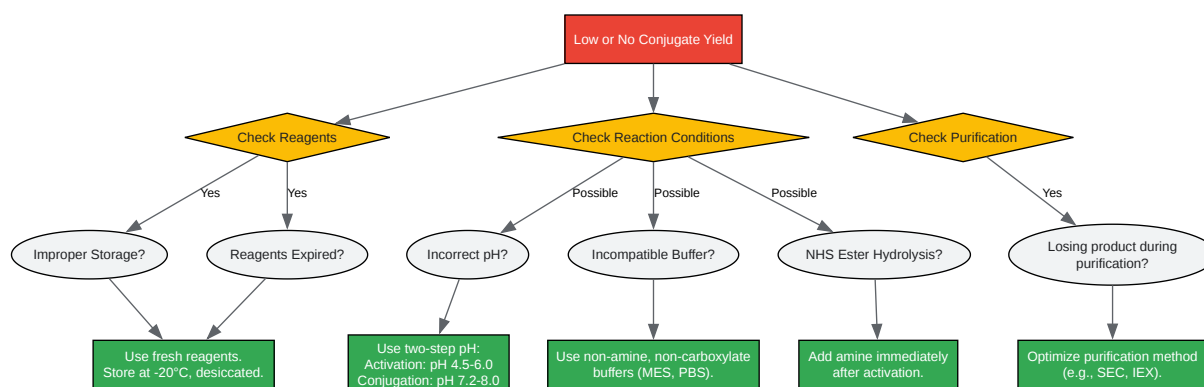 Low or No Conjugate Yield
Check Reagents
Check Reaction Conditions
Check Purification
Yes
Yes
Possible
Possible
Possible
Yes
Improper Storage?
Reagents Expired?
Incorrect pH?
Incompatible Buffer?
NHS Ester Hydrolysis?
Losing product during
purification?
Use fresh reagents.
Store at -20°C, desiccated.
Use two-step pH:
Activation: pH 4.5-6.0
Conjugation: pH 7.2-8.0
Use non-amine, non-carboxylate
buffers (MES, PBS).
Add amine immediately
after activation.
Optimize purification method
(e.g., SEC, IEX).